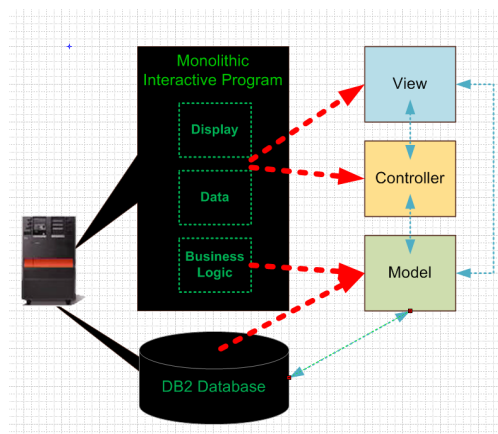 Monolithic
Interactive Program
Display
Data
Business
Logic
View
Controller
Model
DB2 Database